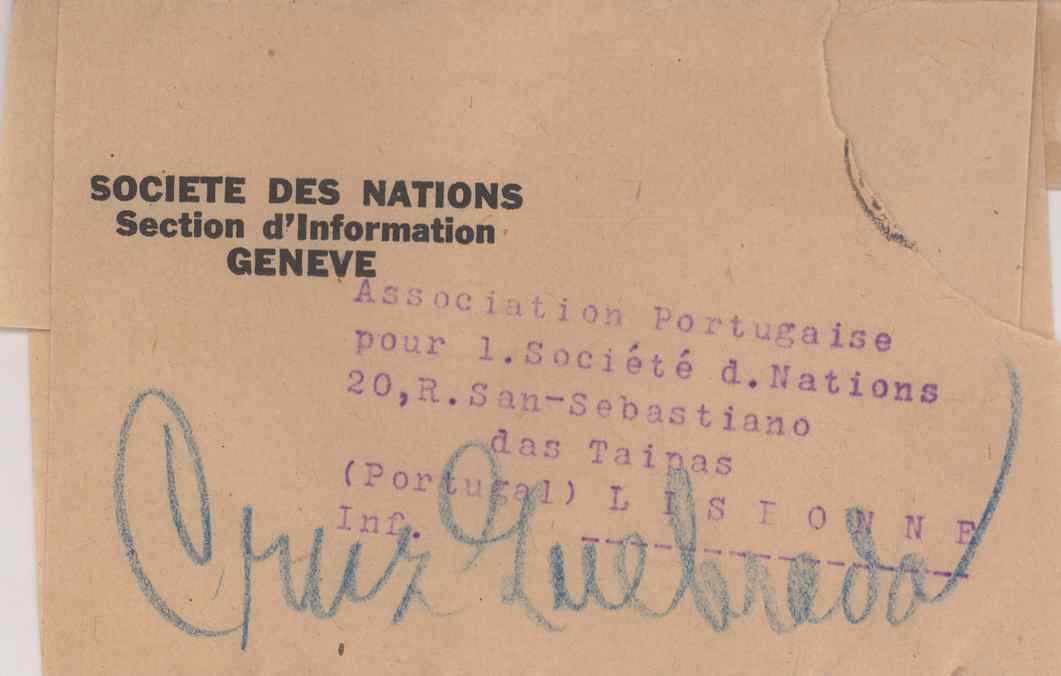 SOCIETE DES NATIONS
Section d'Information
GENEVE
Association Portugaise
pour l.Société d.Nations
20,R.San-Sebastiano
das Taipas
(Portugal) L I S B O N N E
Inf.
Cruz Quebrada